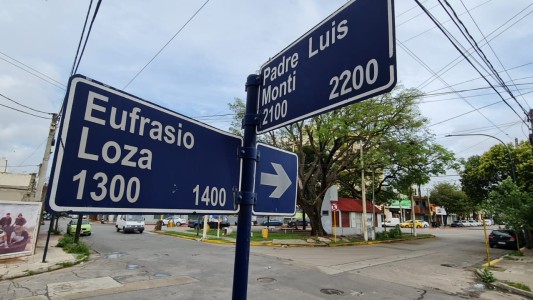 Eufrasio
Loza
1300 1400
Padre Luis
Monti
2100 2200